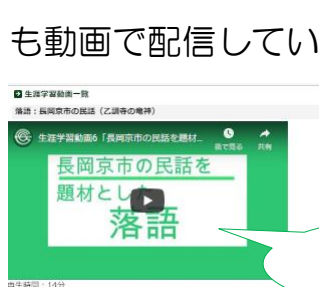 も動画で配信してい
生涯学習動画一覧
落語：長岡京市の民話（乙訓寺の竜神）
生涯学習動画6「長岡京市の民話を題材...
後で見る
共有
長岡京市の民話を
題材とした
落語
再生時間：14分